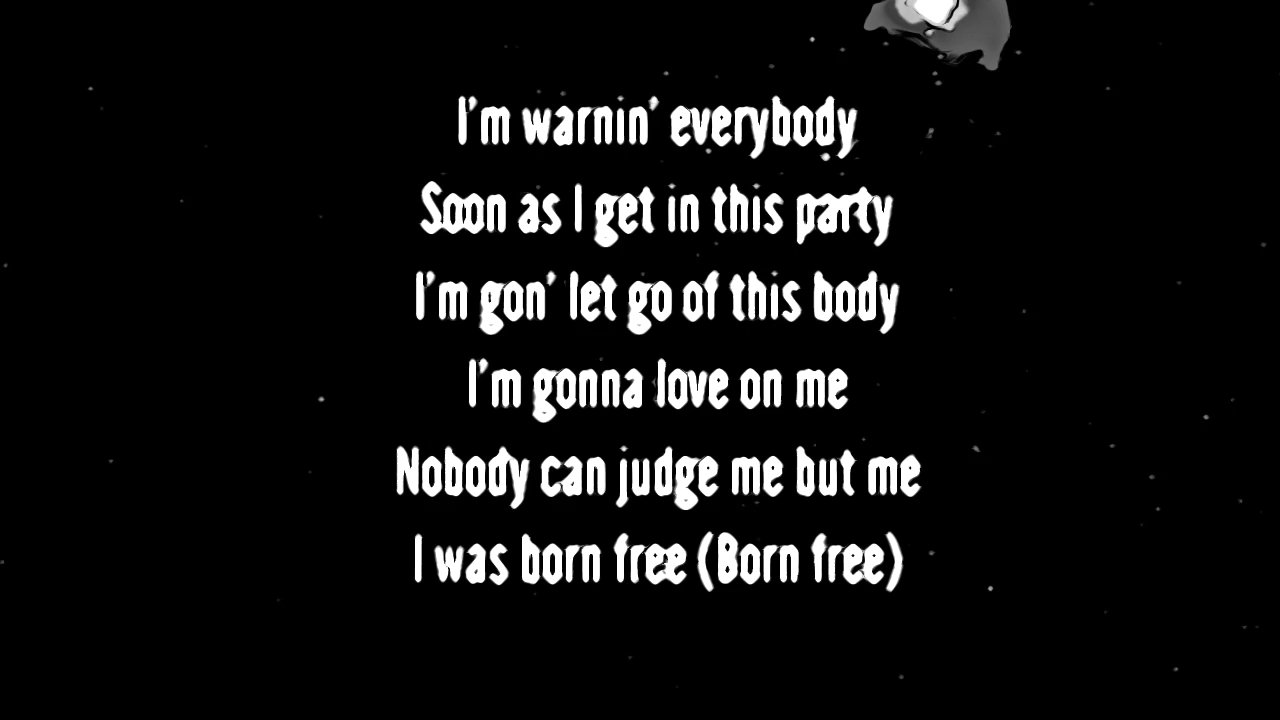 I'm warnin' everybody
Soon as I get in this party
I'm gon' let go of this body
I'm gonna love on me
Nobody can judge me but me
I was born free (Born free)